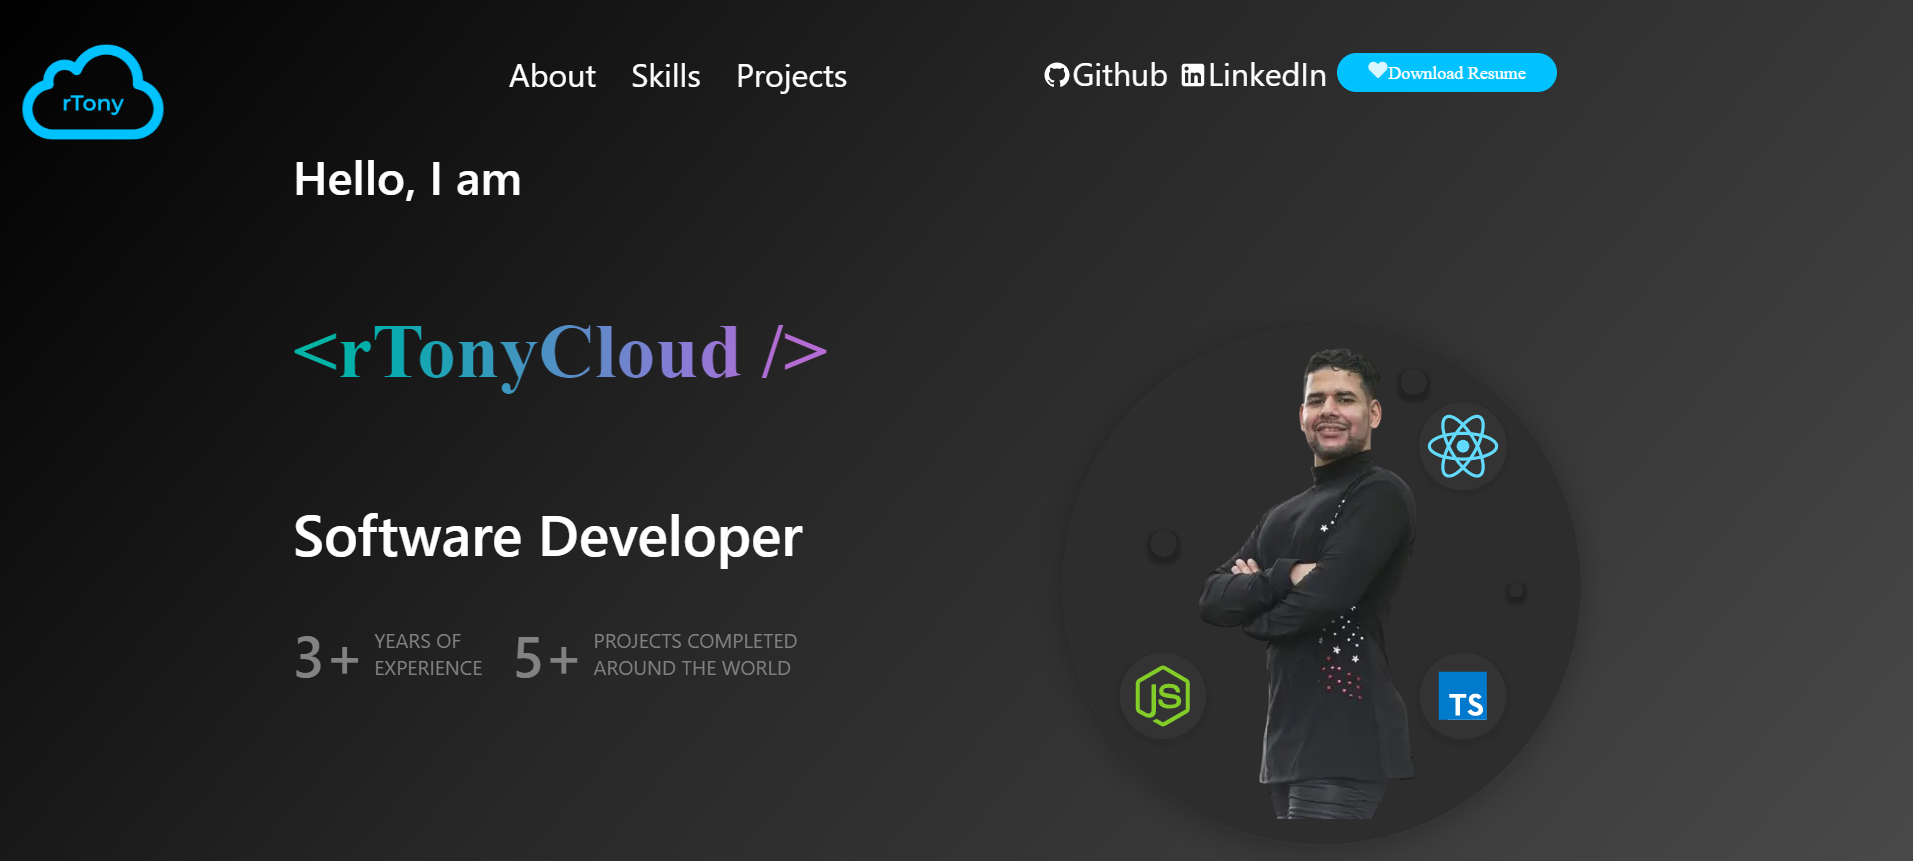 rTony
About Skills Projects
Github LinkedIn Download Resume
Hello, I am
<rTonyCloud />
Software Developer
3+ YEARS OF EXPERIENCE
5+ PROJECTS COMPLETED AROUND THE WORLD
JS
TS